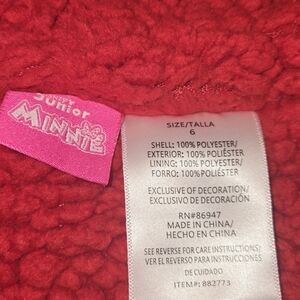 Junior
MINNIE
SIZE/TALLA
6
SHELL: 100% POLYESTER/
EXTERIOR: 100% POLIÉSTER
LINING: 100% POLYESTER/
FORRO: 100% POLIÉSTER
EXCLUSIVE OF DECORATION/
EXCLUSIVO DE DECORACIÓN
RN#86947
MADE IN CHINA/
HECHO EN CHINA
SEE REVERSE FOR CARE INSTRUCTIONS/
VER EL REVERSO PARA INSTRUCCIONES
DE CUIDADO
ITEM#: 882773